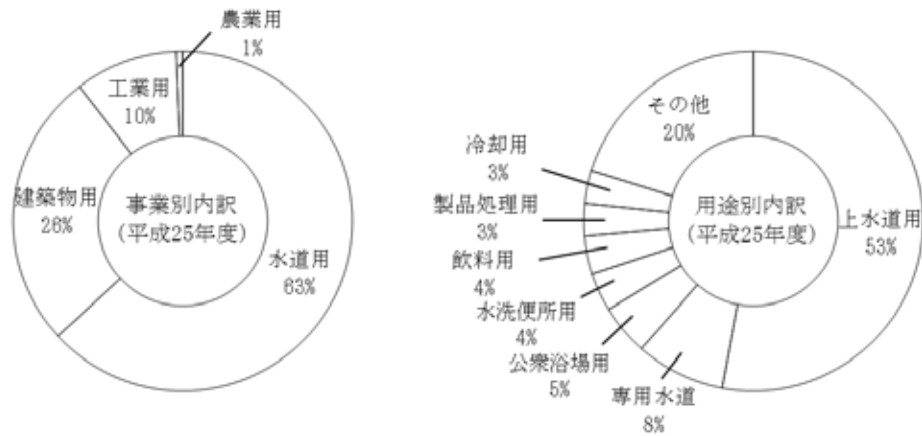 農業用
1%
工業用
10%
建築物用
26%
事業別内訳
(平成25年度)
水道用
63%
その他
20%
冷却用
3%
製品処理用
3%
飲料用
4%
水洗便所用
4%
公衆浴場用
5%
専用水道
8%
用途別内訳
(平成25年度)
上水道用
53%